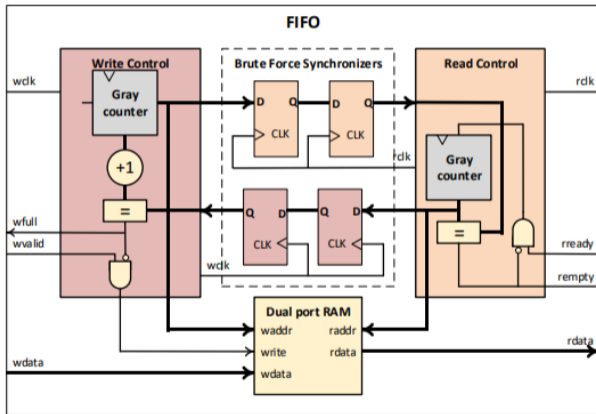 FIFO
Write Control
Brute Force Synchronizers
Read Control
wclk
rclk
Gray
counter
D
Q
D
Q
CLK
CLK
rclk
Gray
counter
+1
=
Q
D
Q
D
=
CLK
CLK
wfull
wvalid
wclk
rready
rempty
Dual port RAM
waddr
raddr
write
rdata
wdata
wdata
rdata